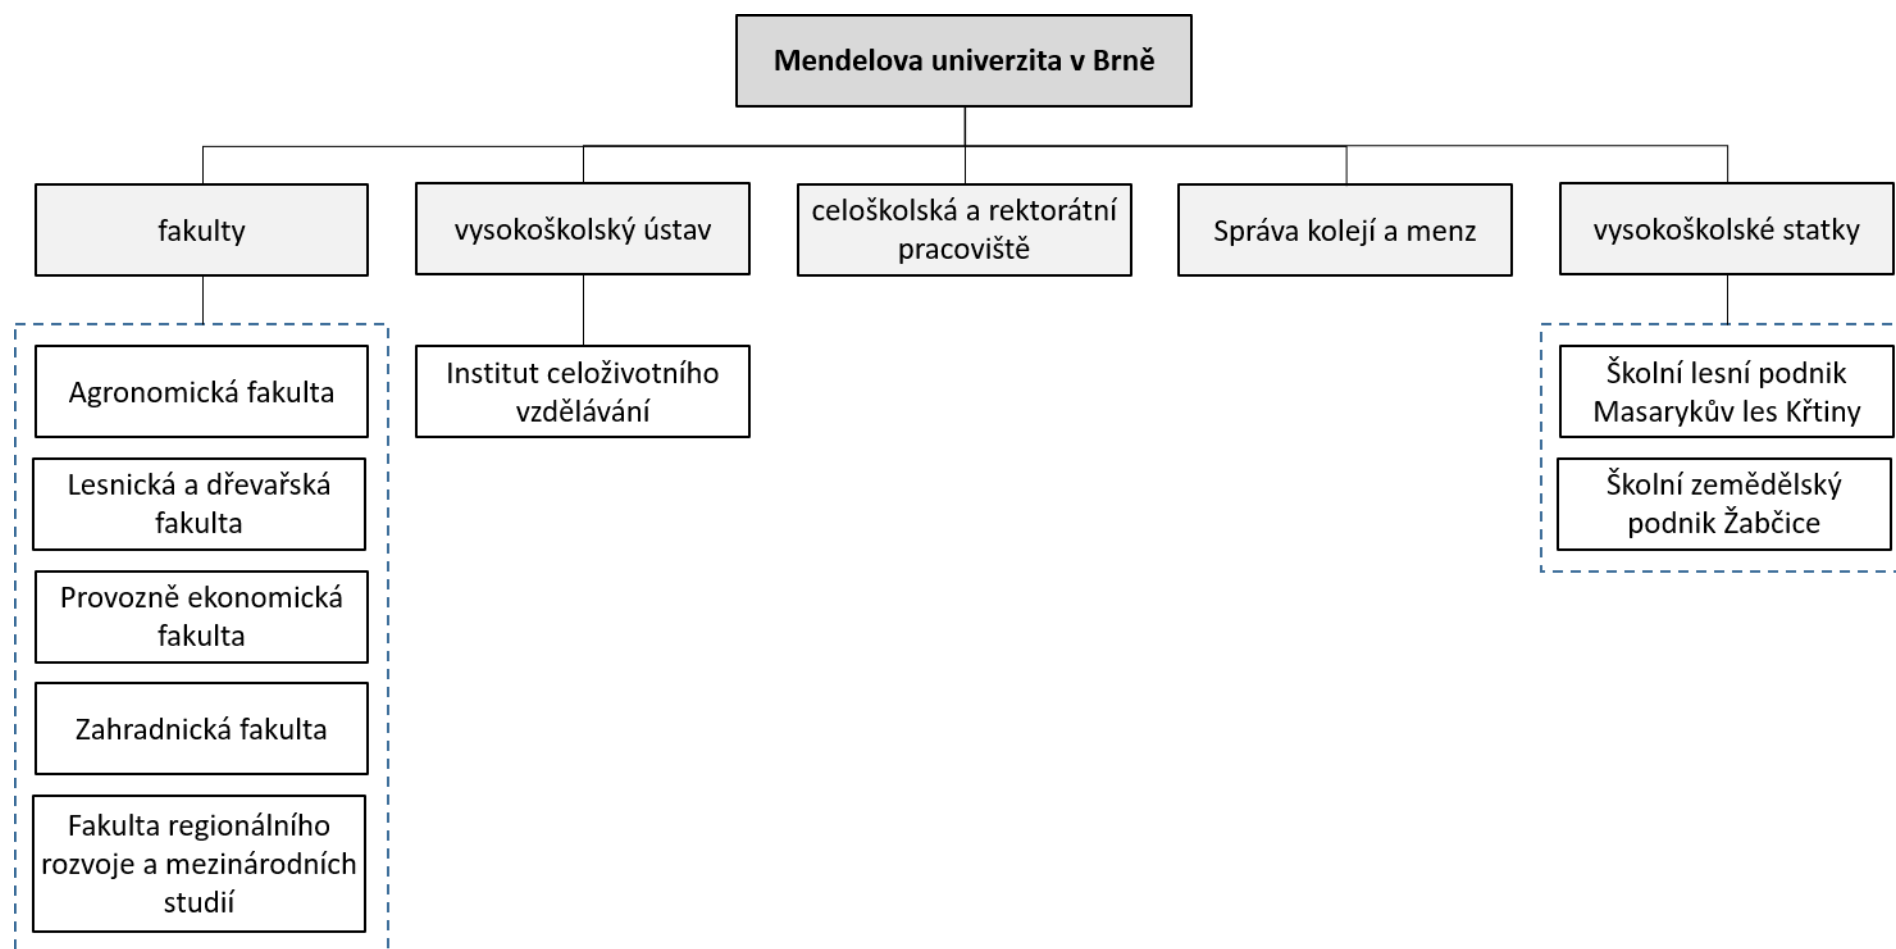 Mendelova univerzita v Brně
fakulty
vysokoškolský ústav
celoškolská a rektorátní
pracoviště
Správa kolejí a menz
vysokoškolské statky
Agronomická fakulta
Lesnická a dřevařská
fakulta
Provozně ekonomická
fakulta
Zahradnická fakulta
Fakulta regionálního
rozvoje a mezinárodních
studií
Institut celoživotního
vzdělávání
Školní lesní podnik
Masarykův les Křtiny
Školní zemědělský
podnik Žabčice